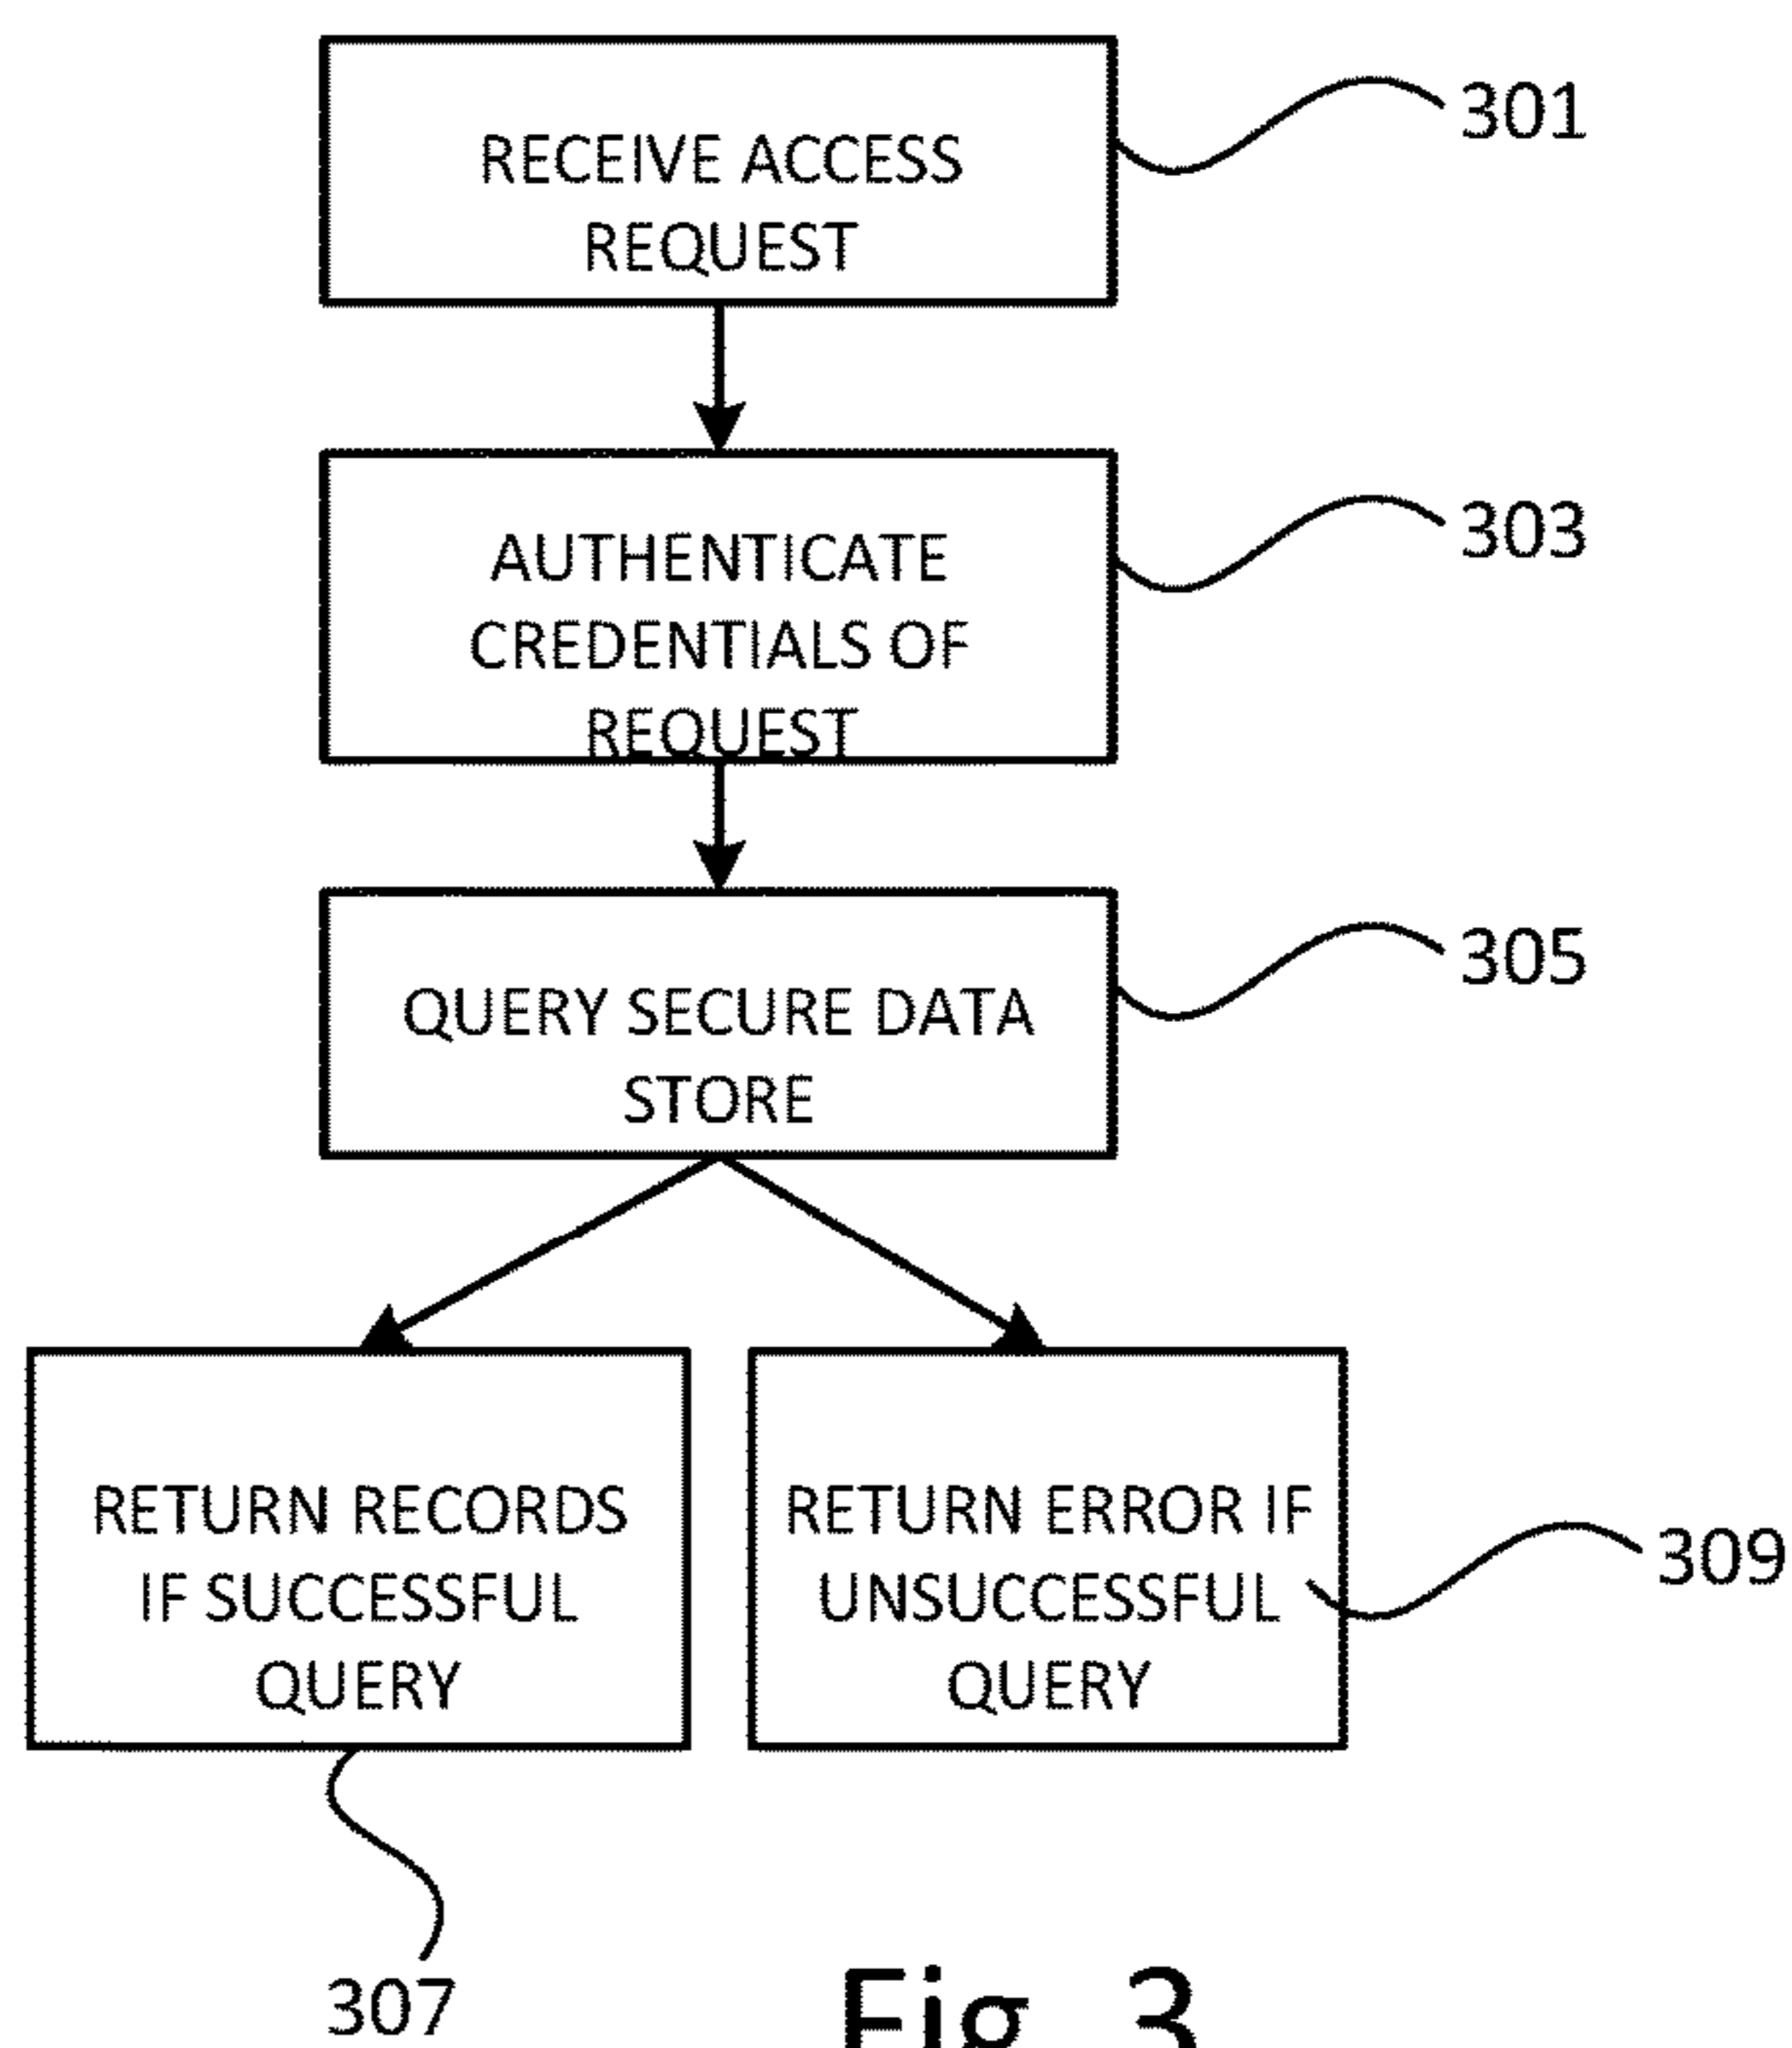 RECEIVE ACCESS
REQUEST
301
AUTHENTICATE
CREDENTIALS OF
REQUEST
303
QUERY SECURE DATA
STORE
305
RETURN RECORDS
IF SUCCESSFUL
QUERY
RETURN ERROR IF
UNSUCCESSFUL
QUERY
309
307
Fig. 3